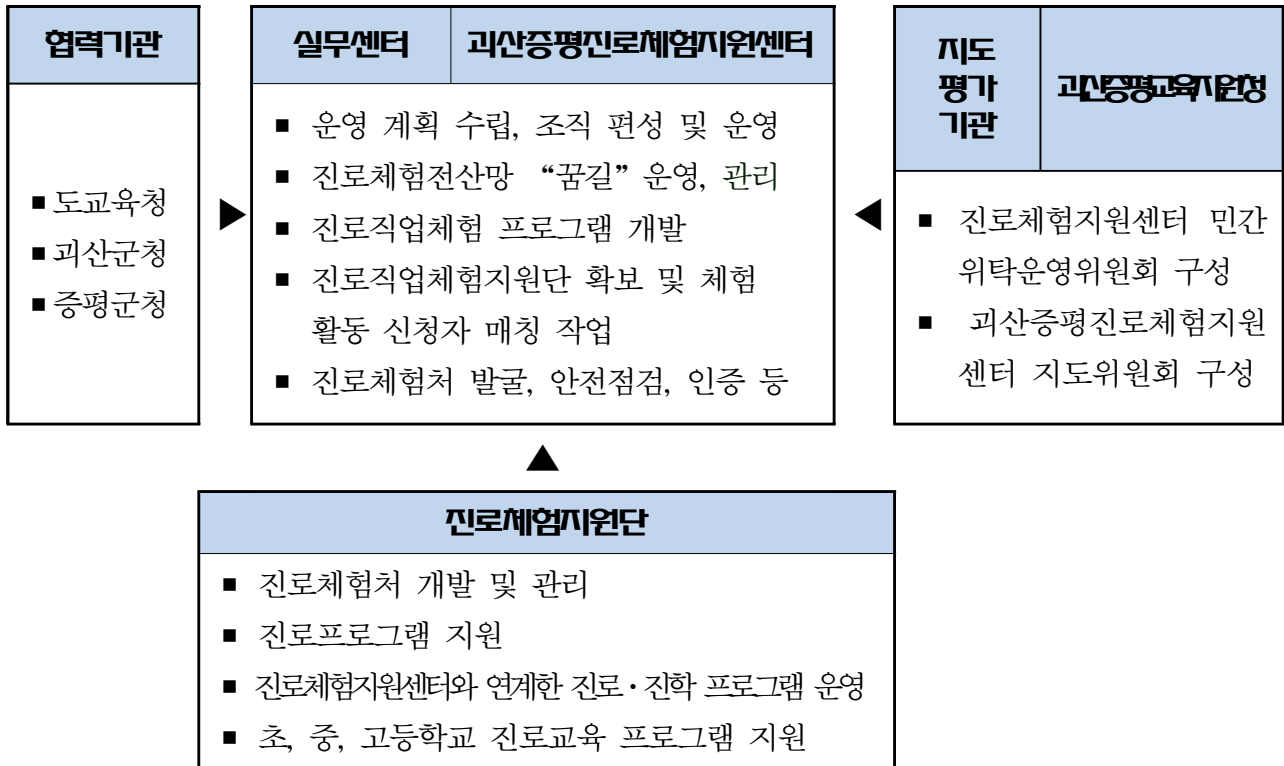 협력기관
■ 도교육청
■ 괴산군청
■ 증평군청
▶
실무센터 괴산증평진로체험지원센터
■ 운영 계획 수립, 조직 편성 및 운영
■ 진로체험전산망 “꿈길” 운영, 관리
■ 진로직업체험 프로그램 개발
■ 진로직업체험지원단 확보 및 체험
활동 신청자 매칭 작업
■ 진로체험처 발굴, 안전점검, 인증 등
◀
지도
평가
기관
괴산증평교육지원청
■ 진로체험지원센터 민간
위탁운영위원회 구성
■ 괴산증평진로체험지원
센터 지도위원회 구성
▲
진로체험지원단
■ 진로체험처 개발 및 관리
■ 진로프로그램 지원
■ 진로체험지원센터와 연계한 진로·진학 프로그램 운영
■ 초, 중, 고등학교 진로교육 프로그램 지원